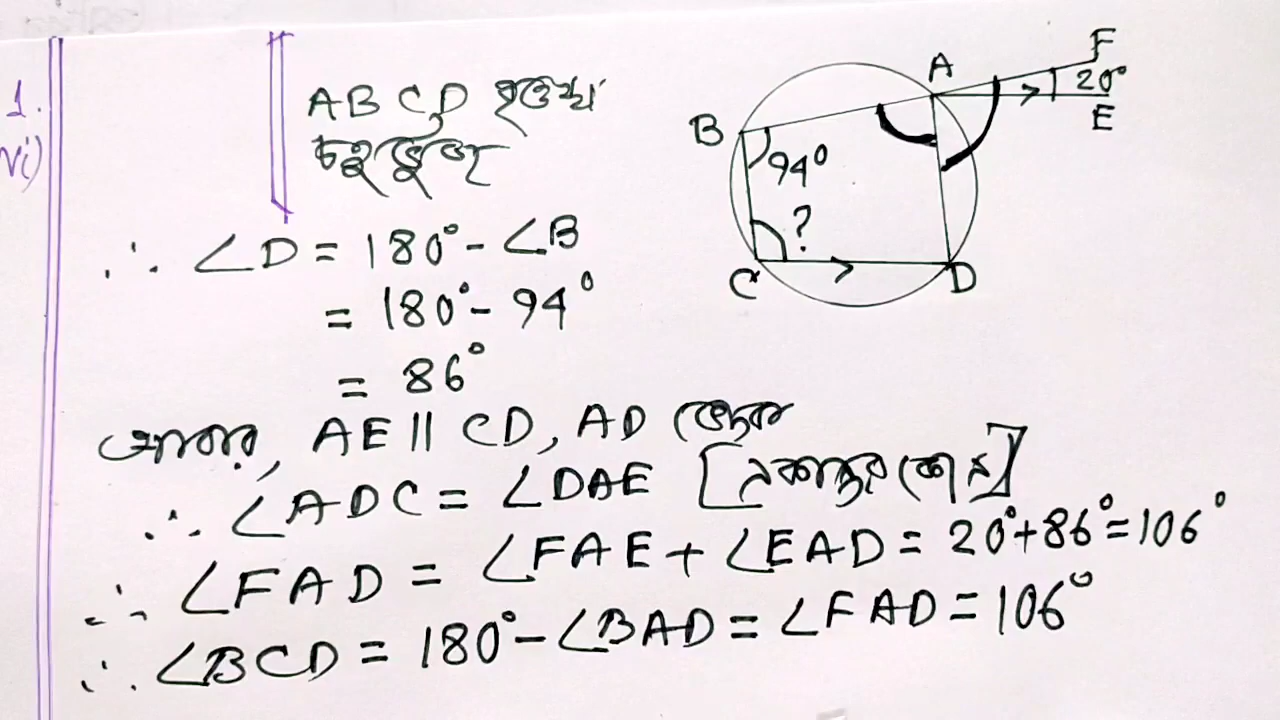 1.
vi)
ABCD বৃত্তস্থ
চতুর্ভুজ
∴ ∠D = 180° - ∠B
= 180° - 94°
= 86°
আবার, AE || CD, AD ছেদক
∴ ∠ADC = ∠DAE [একান্তর কোণ]
∴ ∠FAD = ∠FAE + ∠EAD = 20° + 86° = 106°
∴ ∠BCD = 180° - ∠BAD = ∠FAD = 106°
A
F
20°
E
B
94°
?
C
D